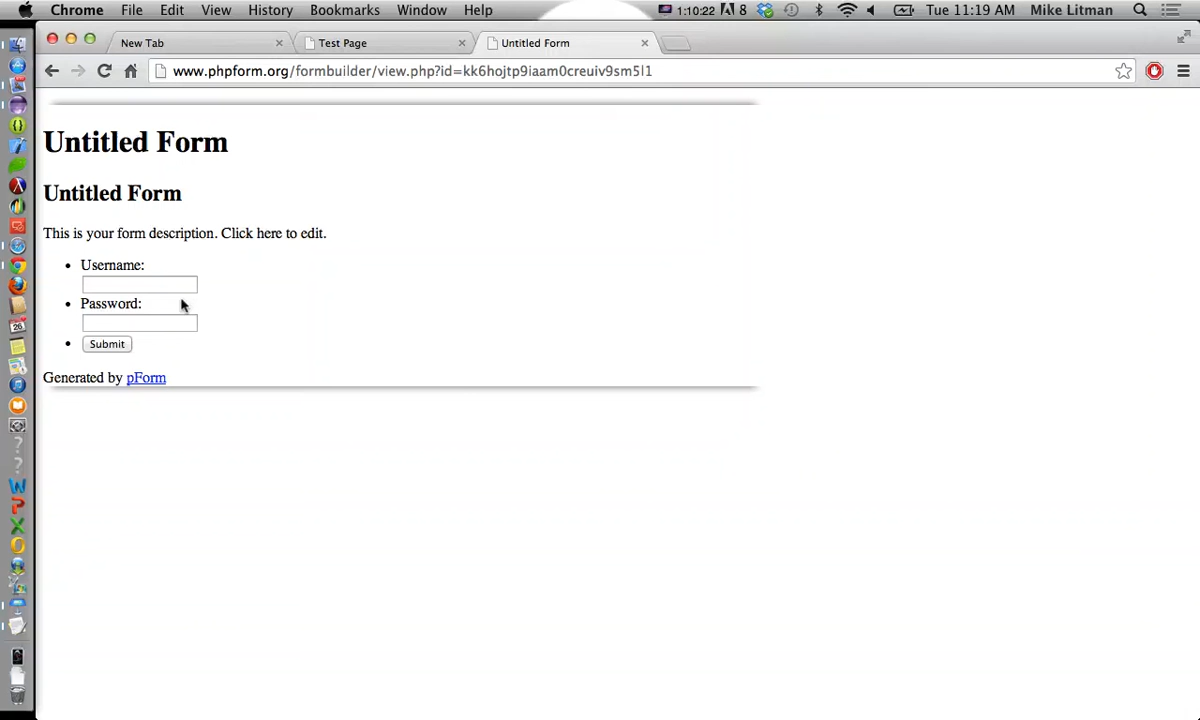 Chrome File Edit View History Bookmarks Window Help 1:10:22 8 Tue 11:19 AM Mike Litman
New Tab Test Page Untitled Form
www.phpform.org/formbuilder/view.php?id=kk6hojtp9iaam0creuiv9sm5l1
Untitled Form
Untitled Form
This is your form description. Click here to edit.
Username:
Password:
Submit
Generated by pForm
26